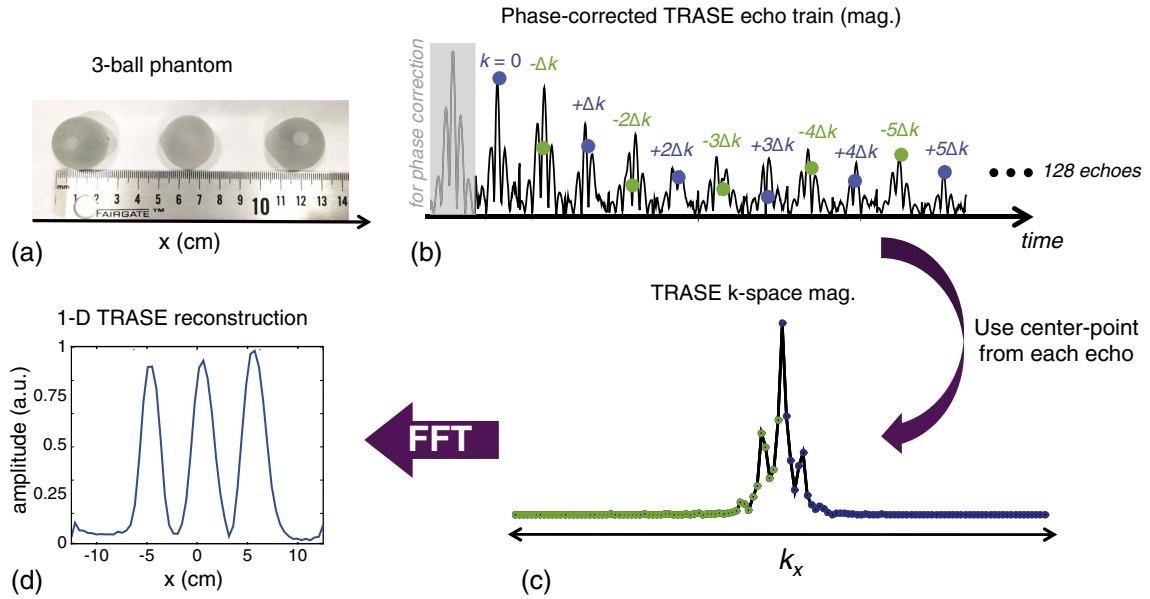 3-ball phantom
mm 1 2 3 4 5 6 7 8 9 10 11 12 13 14
FAIRGATE ™
x (cm)
(a)
Phase-corrected TRASE echo train (mag.)
for phase correction
k = 0
-Δk
+Δk
-2Δk
+2Δk
-3Δk
+3Δk
-4Δk
+4Δk
-5Δk
+5Δk
128 echoes
time
(b)
Use center-point
from each echo
TRASE k-space mag.
kx
(c)
FFT
1-D TRASE reconstruction
amplitude (a.u.)
1
0.75
0.5
0.25
0
-10 -5 0 5 10
x (cm)
(d)